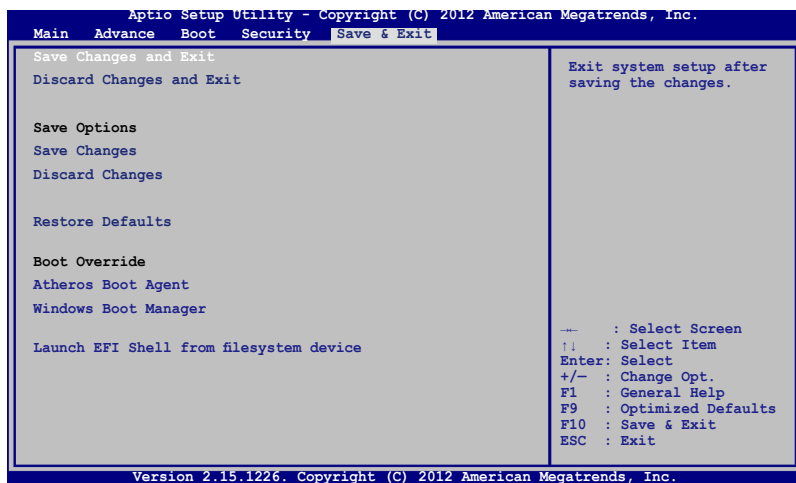 Aptio Setup Utility - Copyright (C) 2012 American Megatrends, Inc.
Main Advance Boot Security Save & Exit
Save Changes and Exit
Discard Changes and Exit
Save Options
Save Changes
Discard Changes
Restore Defaults
Boot Override
Atheros Boot Agent
Windows Boot Manager
Launch EFI Shell from filesystem device
Exit system setup after
saving the changes.
→← : Select Screen
↑↓ : Select Item
Enter: Select
+/— : Change Opt.
F1 : General Help
F9 : Optimized Defaults
F10 : Save & Exit
ESC : Exit
Version 2.15.1226. Copyright (C) 2012 American Megatrends, Inc.